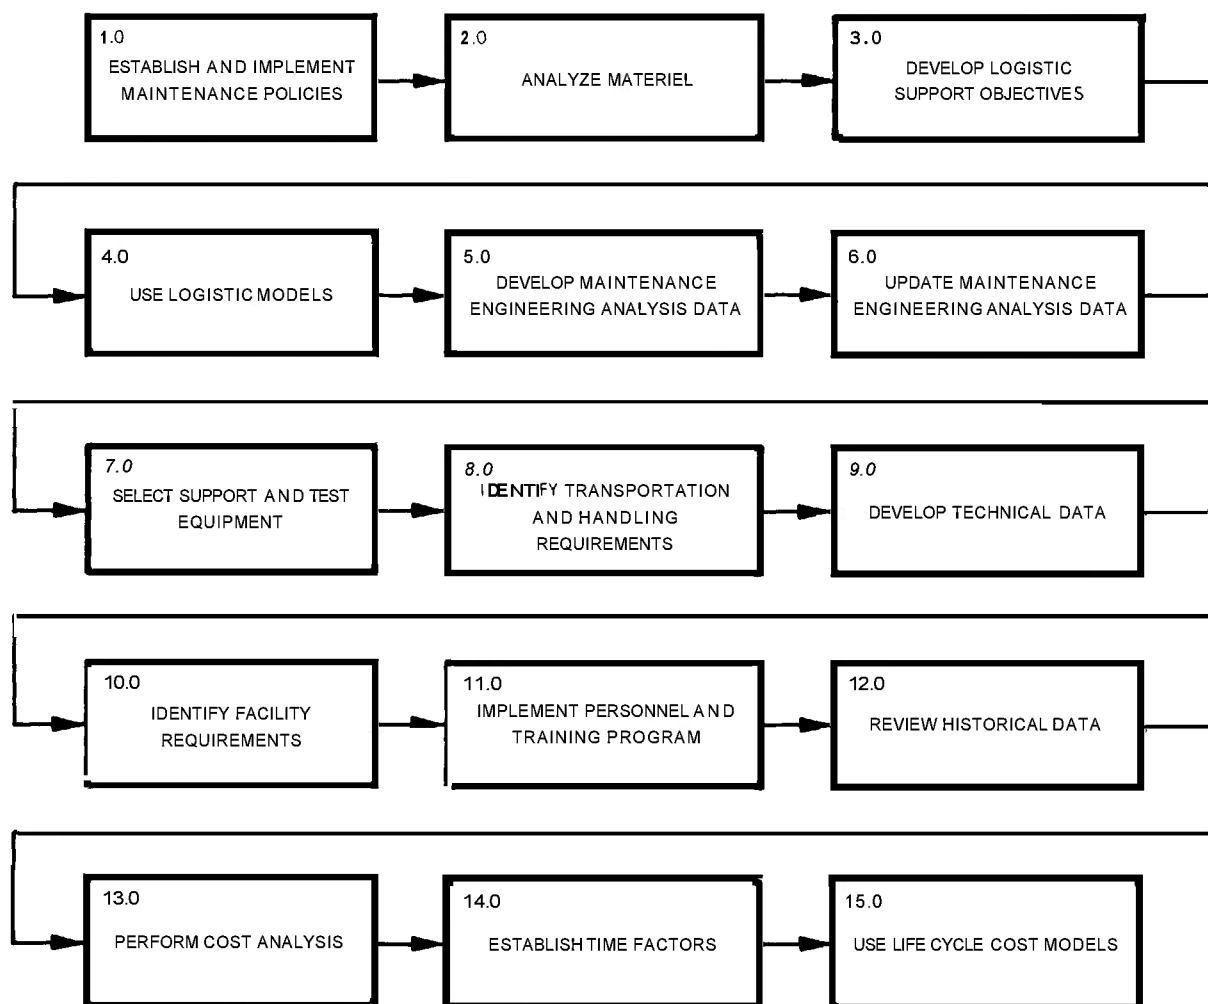 1.0
ESTABLISH AND IMPLEMENT
MAINTENANCE POLICIES
2.0
ANALYZE MATERIEL
3.0
DEVELOP LOGISTIC
SUPPORT OBJECTIVES
4.0
USE LOGISTIC MODELS
5.0
DEVELOP MAINTENANCE
ENGINEERING ANALYSIS DATA
6.0
UPDATE MAINTENANCE
ENGINEERING ANALYSIS DATA
7.0
SELECT SUPPORT AND TEST
EQUIPMENT
8.0
IDENTIFY TRANSPORTATION
AND HANDLING
REQUIREMENTS
9.0
DEVELOP TECHNICAL DATA
10.0
IDENTIFY FACILITY
REQUIREMENTS
11.0
IMPLEMENT PERSONNEL AND
TRAINING PROGRAM
12.0
REVIEW HISTORICAL DATA
13.0
PERFORM COST ANALYSIS
14.0
ESTABLISH TIME FACTORS
15.0
USE LIFE CYCLE COST MODELS